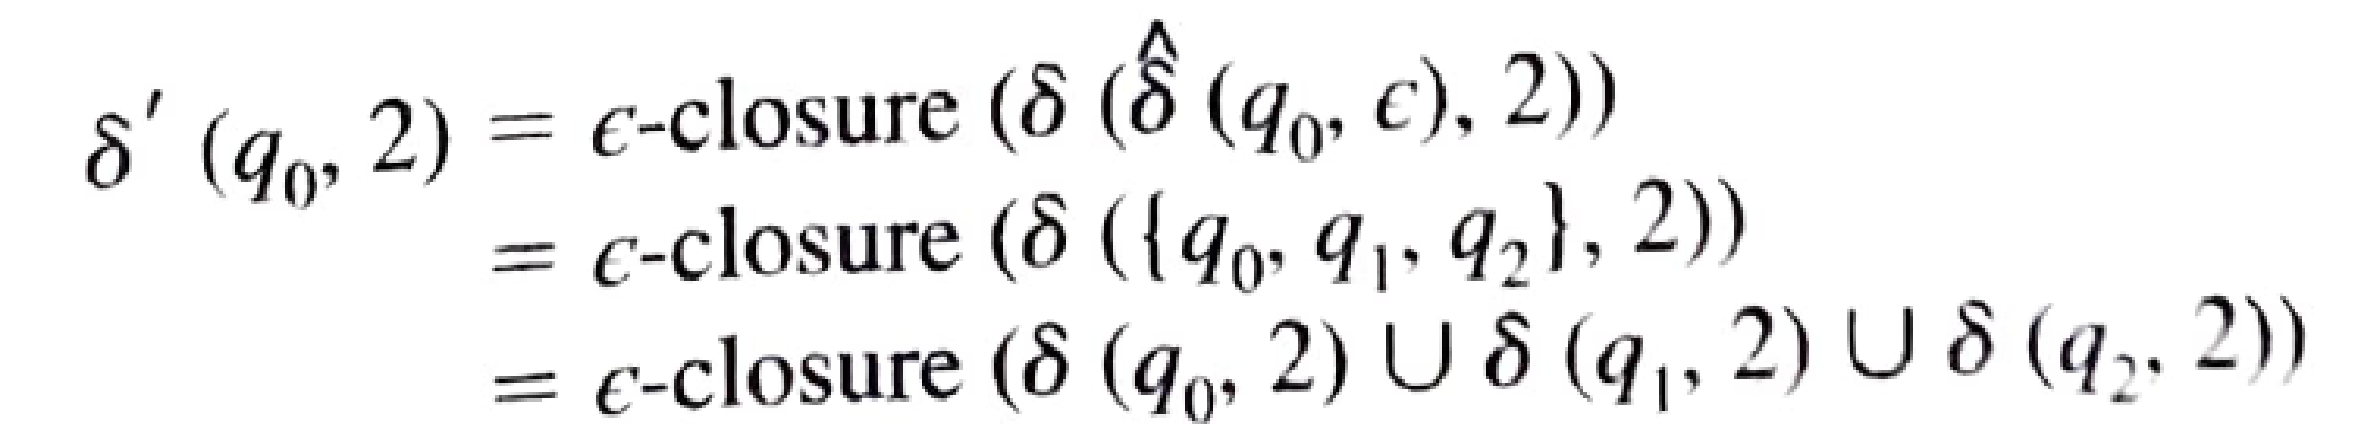 δ′ (q₀, 2) = ϵ-closure (δ (δ̂ (q₀, ϵ), 2))
= ϵ-closure (δ ({q₀, q₁, q₂}, 2))
= ϵ-closure (δ (q₀, 2) ∪ δ (q₁, 2) ∪ δ (q₂, 2))